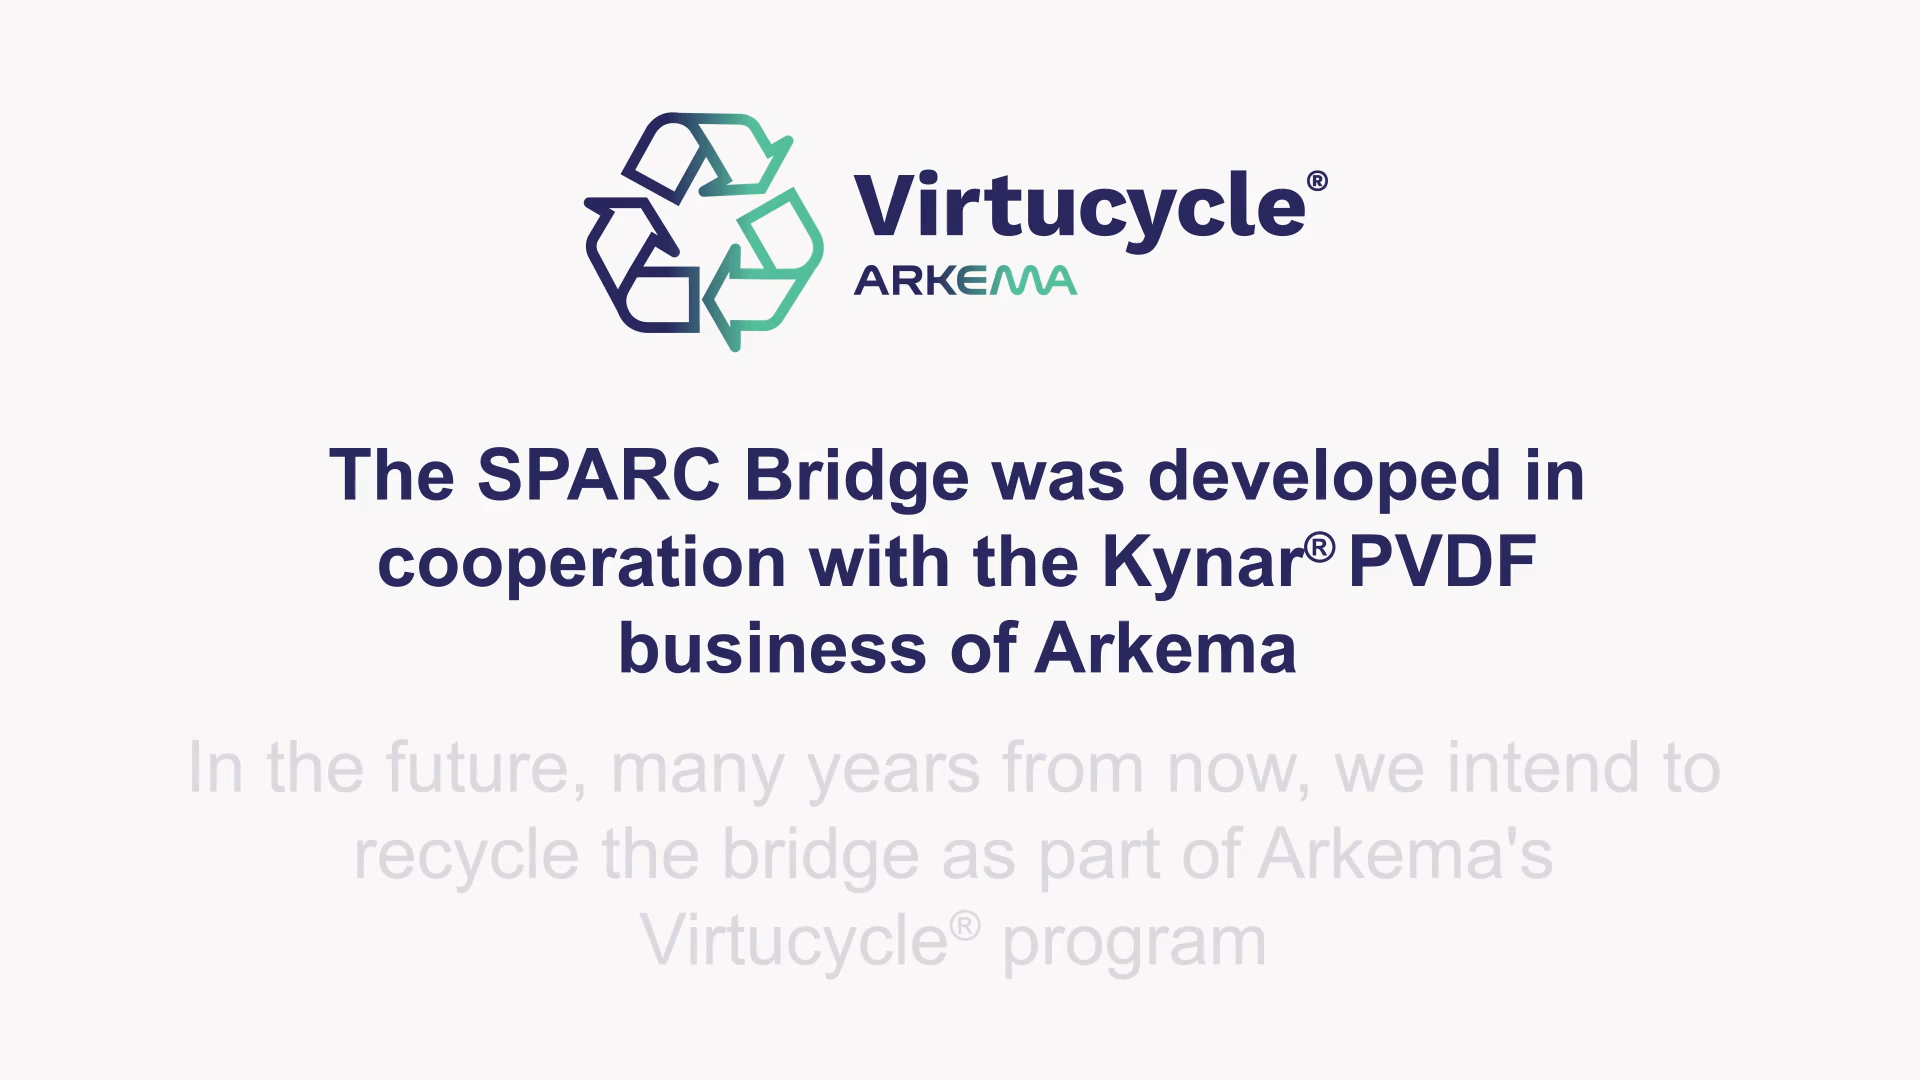 Virtucycle®
ARKEMA
The SPARC Bridge was developed in
cooperation with the Kynar® PVDF
business of Arkema
In the future, many years from now, we intend to
recycle the bridge as part of Arkema's
Virtucycle® program